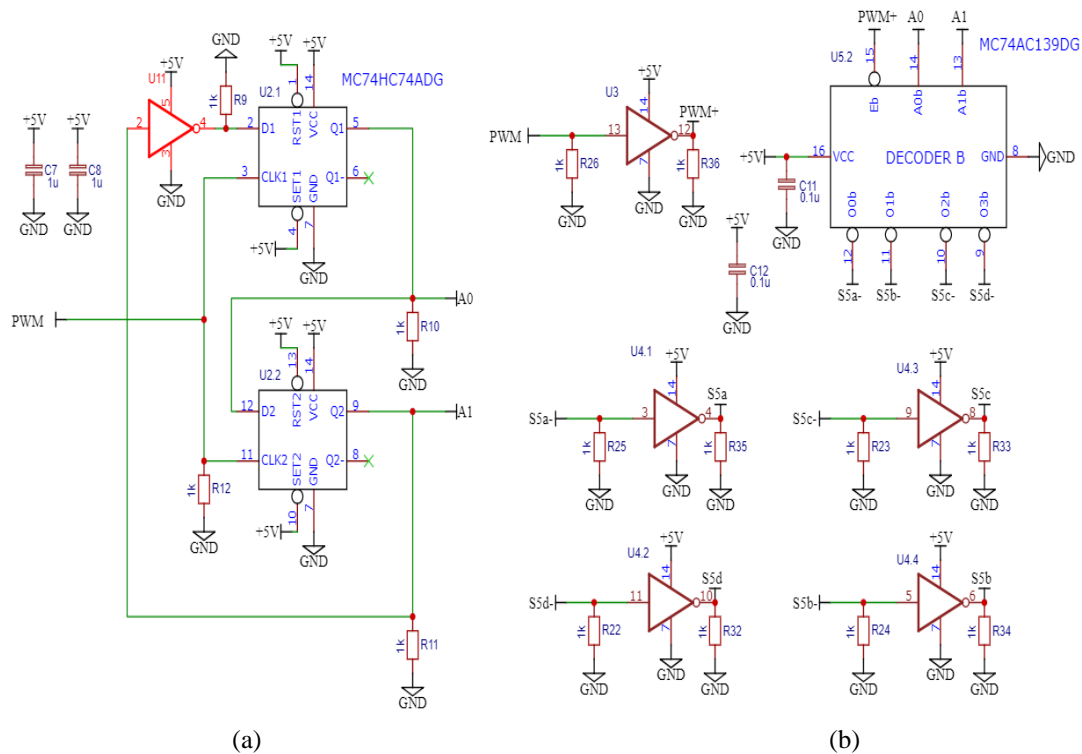 GND
+5V
U11
5
2
4
3
GND
1k
R9
+5V
+5V
1
14
MC74HC74ADG
U2.1
RST1
VCC
2
D1
Q1
5
3
CLK1
Q1-
6
SET1
GND
4
7
+5V
GND
+5V
C7
1u
GND
+5V
C8
1u
GND
PWM
A0
1k
R10
GND
+5V
+5V
13
14
U2.2
RST2
VCC
12
D2
Q2
9
A1
11
CLK2
Q2-
8
SET2
GND
10
7
+5V
GND
1k
R12
GND
1k
R11
GND
(a)
PWM
1k
R26
GND
U3
+5V
14
13
12
7
GND
PWM+
1k
R36
GND
PWM+
A0
A1
MC74AC139DG
U5.2
15
14
13
Eb
A0b
A1b
+5V
16
VCC
DECODER B
GND
8
GND
C11
0.1u
GND
O0b
O1b
O2b
O3b
12
11
10
9
S5a-
S5b-
S5c-
S5d-
+5V
C12
0.1u
GND
U4.1
+5V
14
S5a-
3
4
S5a
7
1k
R25
1k
R35
GND
GND
GND
U4.3
+5V
14
S5c-
9
8
S5c
7
1k
R23
1k
R33
GND
GND
GND
U4.2
+5V
14
S5d-
11
10
S5d
7
1k
R22
1k
R32
GND
GND
GND
U4.4
+5V
14
S5b-
5
6
S5b
7
1k
R24
1k
R34
GND
GND
GND
(b)